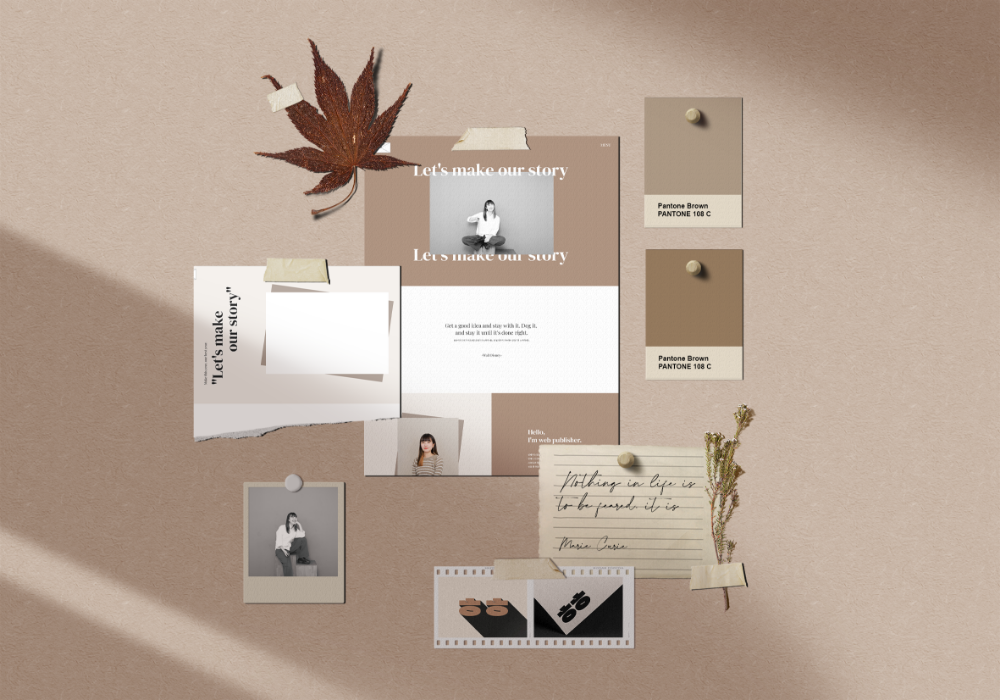 Let's make our story
Let's make our story
"Let's make
our story"
Get a good idea and stay with it. Dog it,
and stay it until it's done right.
Hello,
I'm web publisher.
Pantone Brown
PANTONE 108 C
Pantone Brown
PANTONE 108 C
Nothing in life is
to be feared it is
Marie Curie
흥
흥